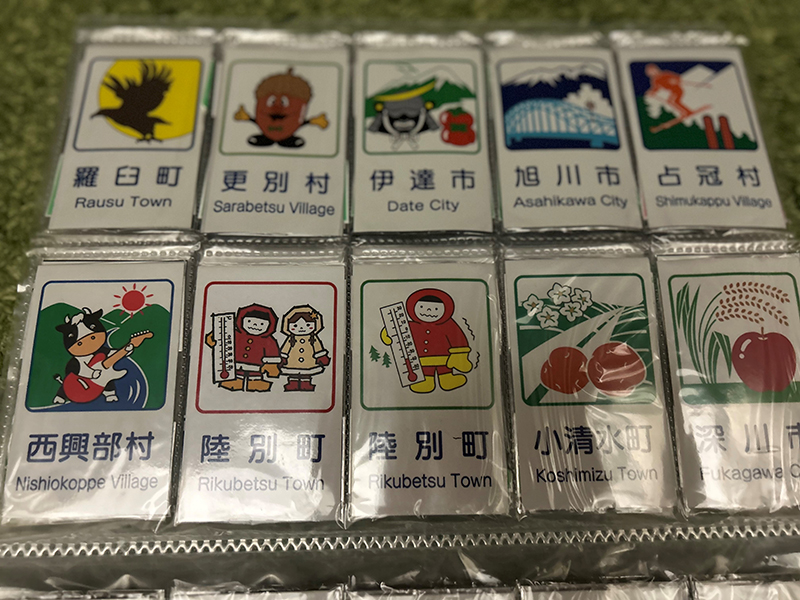 羅臼町
Rausu Town
更別村
Sarabetsu Village
伊達市
Date City
旭川市
Asahikawa City
占冠村
Shimukappu Village
西興部村
Nishiokoppe Village
陸別町
Rikubetsu Town
陸別町
Rikubetsu Town
小清水町
Koshimizu Town
深川市
Fukagawa C